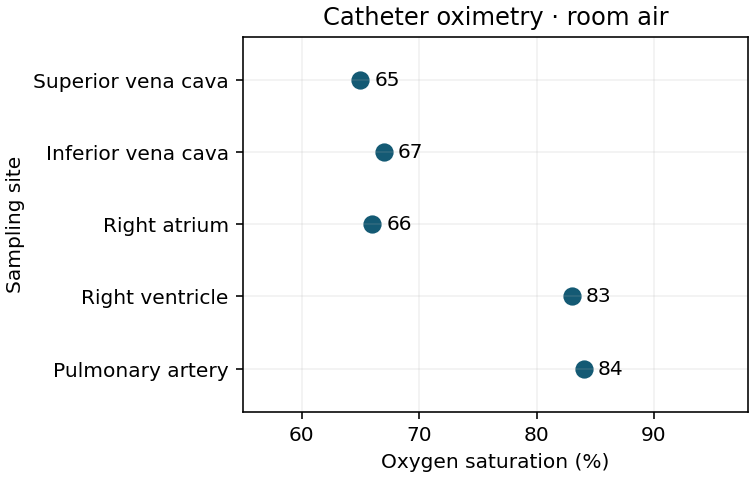 Catheter oximetry · room air
Sampling site
Superior vena cava 65
Inferior vena cava 67
Right atrium 66
Right ventricle 83
Pulmonary artery 84
60 70 80 90
Oxygen saturation (%)